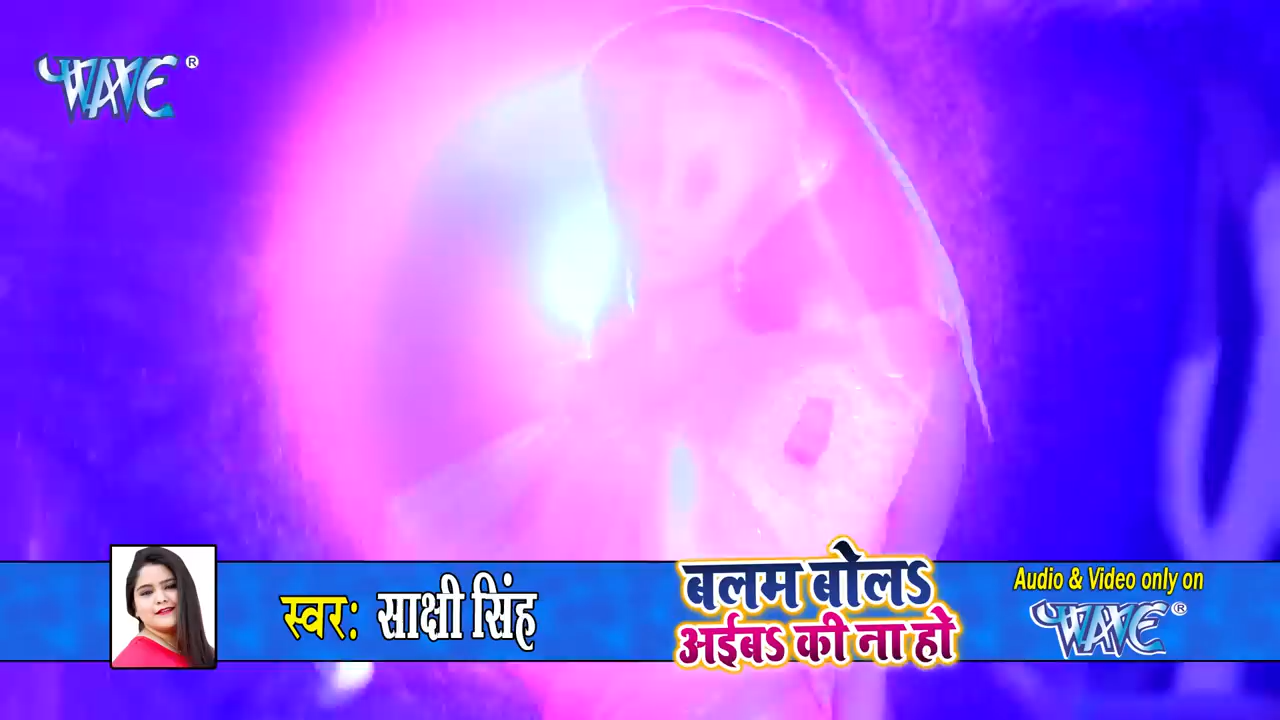 WAVE®
स्वर: साक्षी सिंह
बलम बोलऽ
अईबऽ की ना हो
Audio & Video only on
WAVE®